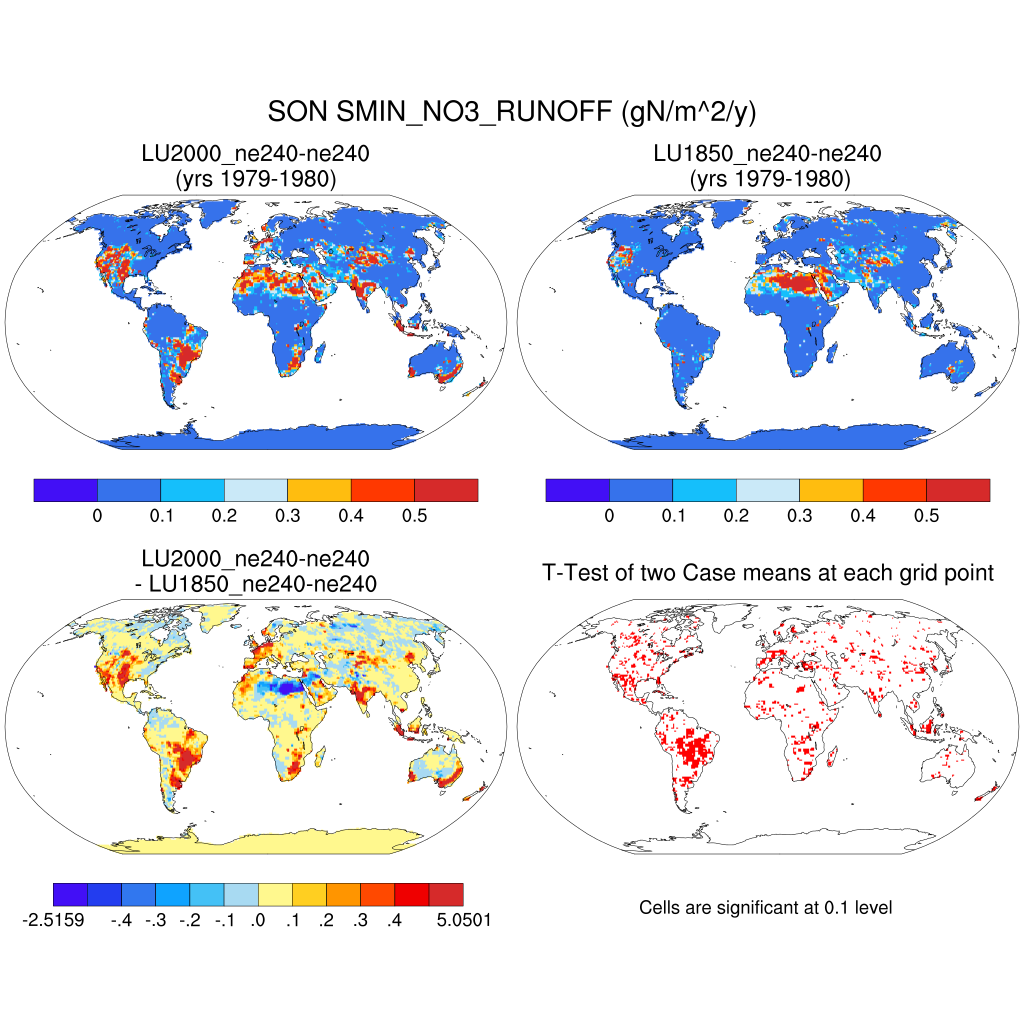 SON SMIN_NO3_RUNOFF (gN/m^2/y)
LU2000_ne240-ne240
(yrs 1979-1980)
LU1850_ne240-ne240
(yrs 1979-1980)
0 0.1 0.2 0.3 0.4 0.5
0 0.1 0.2 0.3 0.4 0.5
LU2000_ne240-ne240
- LU1850_ne240-ne240
T-Test of two Case means at each grid point
-2.5159 -.4 -.3 -.2 -.1 .0 .1 .2 .3 .4 5.0501
Cells are significant at 0.1 level